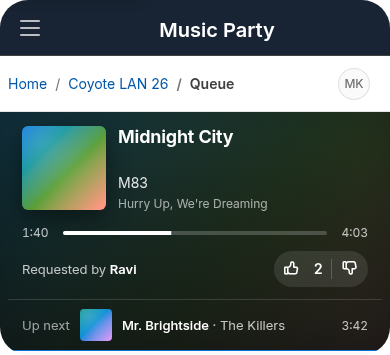 Music Party
Home / Coyote LAN 26 / Queue MK
Midnight City
M83
Hurry Up, We're Dreaming
1:40 4:03
Requested by Ravi 2
Up next Mr. Brightside · The Killers 3:42